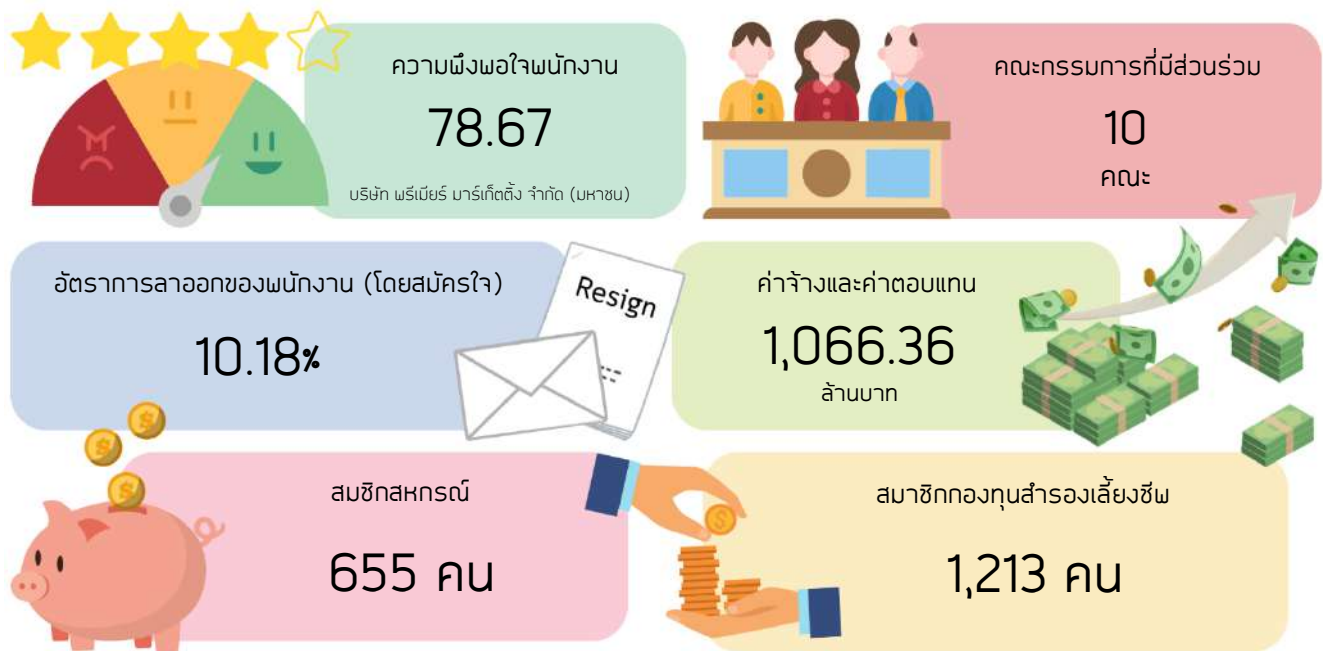 ความพึงพอใจพนักงาน
78.67
บริษัท พรีเมียร์ มาร์เก็ตติ้ง จำกัด (มหาชน)
คณะกรรมการที่มีส่วนร่วม
10
คณะ
อัตราการลาออกของพนักงาน (โดยสมัครใจ)
10.18%
Resign
ค่าจ้างและค่าตอบแทน
1,066.36
ล้านบาท
สมชิกสหกรณ์
655 คน
สมาชิกกองทุนสำรองเลี้ยงชีพ
1,213 คน